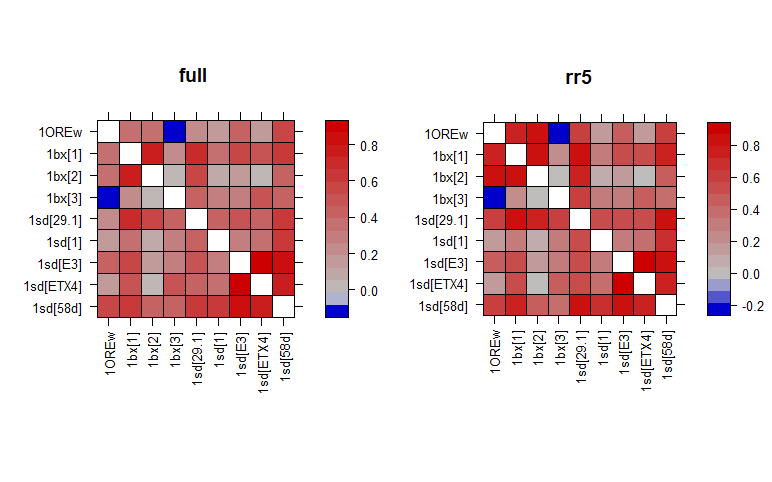 full
rr5
1OREw
1bx[1]
1bx[2]
1bx[3]
1sd[29.1]
1sd[1]
1sd[E3]
1sd[ETX4]
1sd[58d]
1OREw
1bx[1]
1bx[2]
1bx[3]
1sd[29.1]
1sd[1]
1sd[E3]
1sd[ETX4]
1sd[58d]
0.8
0.6
0.4
0.2
0.0
1OREw
1bx[1]
1bx[2]
1bx[3]
1sd[29.1]
1sd[1]
1sd[E3]
1sd[ETX4]
1sd[58d]
1OREw
1bx[1]
1bx[2]
1bx[3]
1sd[29.1]
1sd[1]
1sd[E3]
1sd[ETX4]
1sd[58d]
0.8
0.6
0.4
0.2
0.0
-0.2